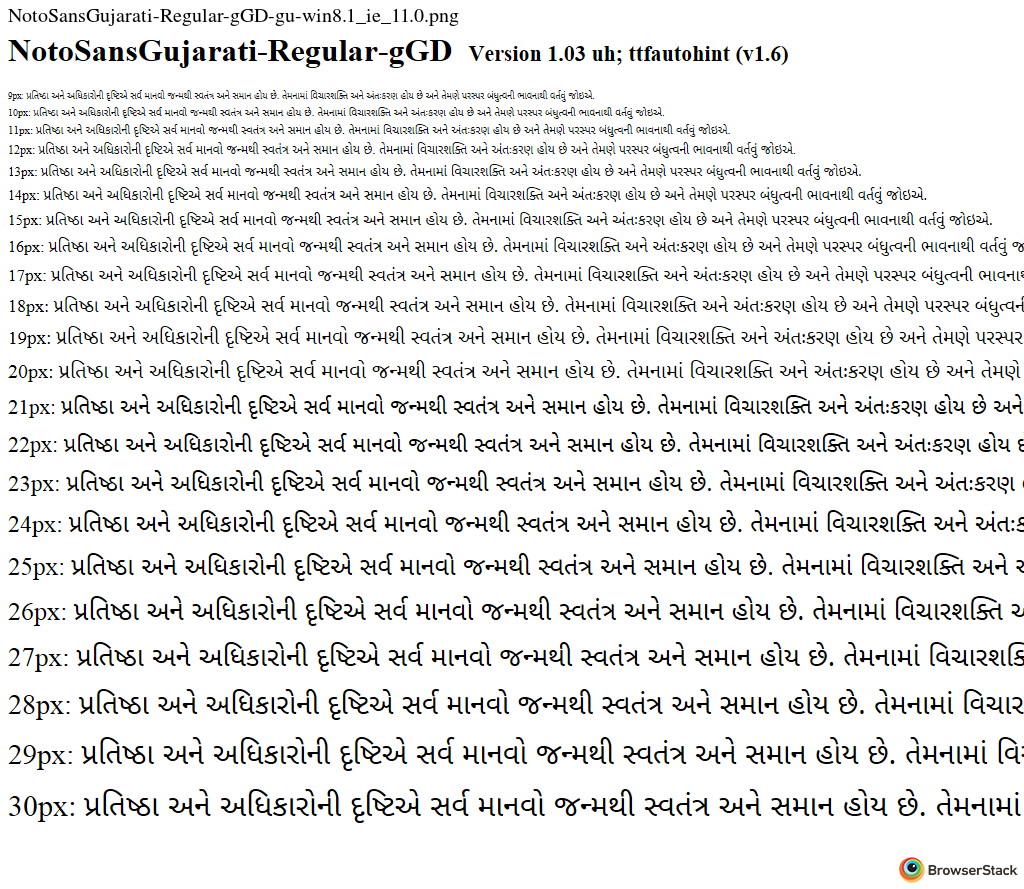 NotoSansGujarati-Regular-gGD-gu-win8.1_ie_11.0.png
NotoSansGujarati-Regular-gGD Version 1.03 uh; ttfautohint (v1.6)
9px: પ્રતિષ્ઠા અને અધિકારોની દૃષ્ટિએ સર્વ માનવો જન્મથી સ્વતંત્ર અને સમાન હોય છે. તેમનામાં વિચારશક્તિ અને અંતઃકરણ હોય છે અને તેમણે પરસ્પર બંધુત્વની ભાવનાથી વર્તવું જોઇએ.
10px: પ્રતિષ્ઠા અને અધિકારોની દૃષ્ટિએ સર્વ માનવો જન્મથી સ્વતંત્ર અને સમાન હોય છે. તેમનામાં વિચારશક્તિ અને અંતઃકરણ હોય છે અને તેમણે પરસ્પર બંધુત્વની ભાવનાથી વર્તવું જોઇએ.
11px: પ્રતિષ્ઠા અને અધિકારોની દૃષ્ટિએ સર્વ માનવો જન્મથી સ્વતંત્ર અને સમાન હોય છે. તેમનામાં વિચારશક્તિ અને અંતઃકરણ હોય છે અને તેમણે પરસ્પર બંધુત્વની ભાવનાથી વર્તવું જોઇએ.
12px: પ્રતિષ્ઠા અને અધિકારોની દૃષ્ટિએ સર્વ માનવો જન્મથી સ્વતંત્ર અને સમાન હોય છે. તેમનામાં વિચારશક્તિ અને અંતઃકરણ હોય છે અને તેમણે પરસ્પર બંધુત્વની ભાવનાથી વર્તવું જોઇએ.
13px: પ્રતિષ્ઠા અને અધિકારોની દૃષ્ટિએ સર્વ માનવો જન્મથી સ્વતંત્ર અને સમાન હોય છે. તેમનામાં વિચારશક્તિ અને અંતઃકરણ હોય છે અને તેમણે પરસ્પર બંધુત્વની ભાવનાથી વર્તવું જોઇએ.
14px: પ્રતિષ્ઠા અને અધિકારોની દૃષ્ટિએ સર્વ માનવો જન્મથી સ્વતંત્ર અને સમાન હોય છે. તેમનામાં વિચારશક્તિ અને અંતઃકરણ હોય છે અને તેમણે પરસ્પર બંધુત્વની ભાવનાથી વર્તવું જોઇએ.
15px: પ્રતિષ્ઠા અને અધિકારોની દૃષ્ટિએ સર્વ માનવો જન્મથી સ્વતંત્ર અને સમાન હોય છે. તેમનામાં વિચારશક્તિ અને અંતઃકરણ હોય છે અને તેમણે પરસ્પર બંધુત્વની ભાવનાથી વર્તવું જોઇએ.
16px: પ્રતિષ્ઠા અને અધિકારોની દૃષ્ટિએ સર્વ માનવો જન્મથી સ્વતંત્ર અને સમાન હોય છે. તેમનામાં વિચારશક્તિ અને અંતઃકરણ હોય છે અને તેમણે પરસ્પર બંધુત્વની ભાવનાથી વર્તવું
17px: પ્રતિષ્ઠા અને અધિકારોની દૃષ્ટિએ સર્વ માનવો જન્મથી સ્વતંત્ર અને સમાન હોય છે. તેમનામાં વિચારશક્તિ અને અંતઃકરણ હોય છે અને તેમણે પરસ્પર બંધુત્વની
18px: પ્રતિષ્ઠા અને અધિકારોની દૃષ્ટિએ સર્વ માનવો જન્મથી સ્વતંત્ર અને સમાન હોય છે. તેમનામાં વિચારશક્તિ અને અંતઃકરણ હોય છે અને તેમણે પરસ્પર
19px: પ્રતિષ્ઠા અને અધિકારોની દૃષ્ટિએ સર્વ માનવો જન્મથી સ્વતંત્ર અને સમાન હોય છે. તેમનામાં વિચારશક્તિ અને અંતઃકરણ હોય છે અને તેમણે પરસ્પર
20px: પ્રતિષ્ઠા અને અધિકારોની દૃષ્ટિએ સર્વ માનવો જન્મથી સ્વતંત્ર અને સમાન હોય છે. તેમનામાં વિચારશક્તિ અને અંતઃકરણ હોય છે અને તેમણે
21px: પ્રતિષ્ઠા અને અધિકારોની દૃષ્ટિએ સર્વ માનવો જન્મથી સ્વતંત્ર અને સમાન હોય છે. તેમનામાં વિચારશક્તિ અને અંતઃકરણ હોય છે અને
22px: પ્રતિષ્ઠા અને અધિકારોની દૃષ્ટિએ સર્વ માનવો જન્મથી સ્વતંત્ર અને સમાન હોય છે. તેમનામાં વિચારશક્તિ અને અંતઃકરણ હોય
23px: પ્રતિષ્ઠા અને અધિકારોની દૃષ્ટિએ સર્વ માનવો જન્મથી સ્વતંત્ર અને સમાન હોય છે. તેમનામાં વિચારશક્તિ અને અંતઃકરણ
24px: પ્રતિષ્ઠા અને અધિકારોની દૃષ્ટિએ સર્વ માનવો જન્મથી સ્વતંત્ર અને સમાન હોય છે. તેમનામાં વિચારશક્તિ અને
25px: પ્રતિષ્ઠા અને અધિકારોની દૃષ્ટિએ સર્વ માનવો જન્મથી સ્વતંત્ર અને સમાન હોય છે. તેમનામાં વિચારશક્તિ અને
26px: પ્રતિષ્ઠા અને અધિકારોની દૃષ્ટિએ સર્વ માનવો જન્મથી સ્વતંત્ર અને સમાન હોય છે. તેમનામાં વિચારશક્તિ
27px: પ્રતિષ્ઠા અને અધિકારોની દૃષ્ટિએ સર્વ માનવો જન્મથી સ્વતંત્ર અને સમાન હોય છે. તેમનામાં
28px: પ્રતિષ્ઠા અને અધિકારોની દૃષ્ટિએ સર્વ માનવો જન્મથી સ્વતંત્ર અને સમાન હોય છે. તેમનામાં
29px: પ્રતિષ્ઠા અને અધિકારોની દૃષ્ટિએ સર્વ માનવો જન્મથી સ્વતંત્ર અને સમાન હોય છે. તેમનામાં
30px: પ્રતિષ્ઠા અને અધિકારોની દૃષ્ટિએ સર્વ માનવો જન્મથી સ્વતંત્ર અને સમાન હોય છે. તેમનામાં
BrowserStack